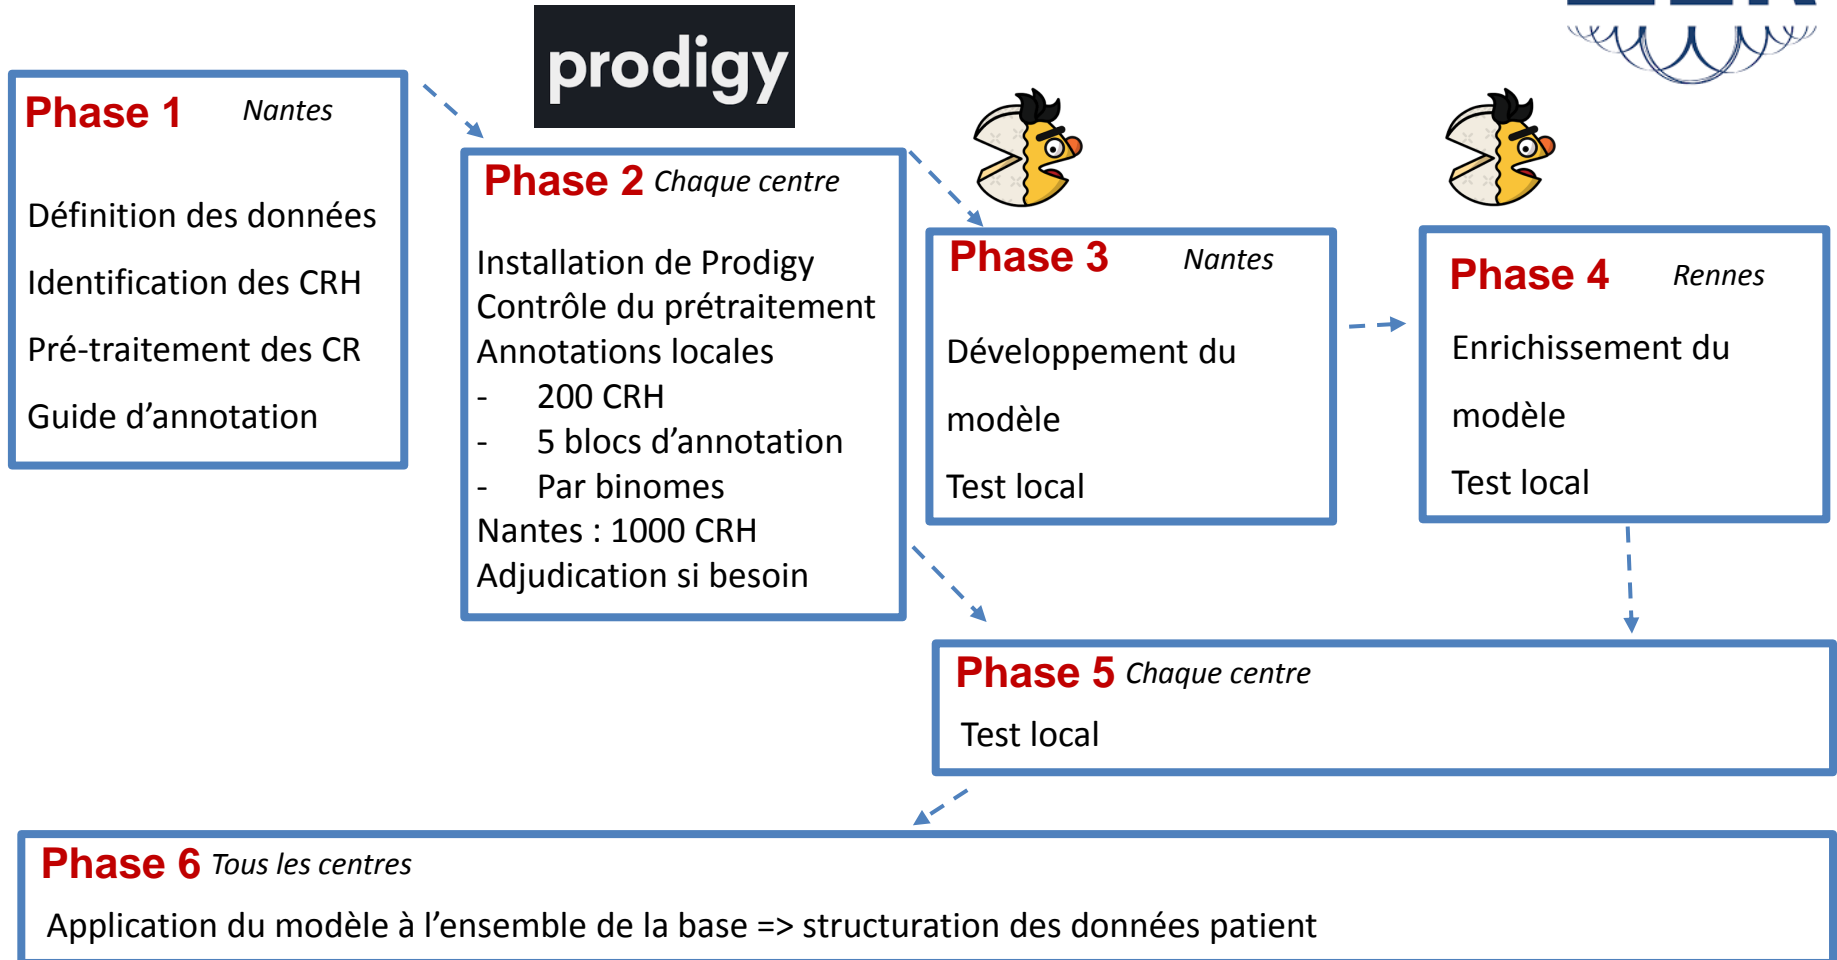 prodigy
Phase 1 Nantes
Définition des données
Identification des CRH
Pré-traitement des CR
Guide d’annotation
Phase 2 Chaque centre
Installation de Prodigy
Contrôle du prétraitement
Annotations locales
- 200 CRH
- 5 blocs d’annotation
- Par binomes
Nantes : 1000 CRH
Adjudication si besoin
Phase 3 Nantes
Développement du
modèle
Test local
Phase 4 Rennes
Enrichissement du
modèle
Test local
Phase 5 Chaque centre
Test local
Phase 6 Tous les centres
Application du modèle à l’ensemble de la base => structuration des données patient